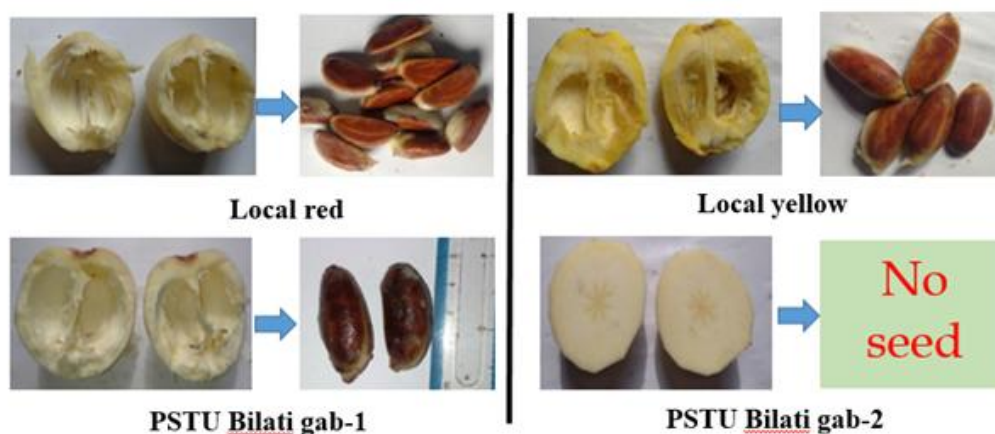 Local red
Local yellow
No
seed
PSTU Bilati gab-1
PSTU Bilati gab-2